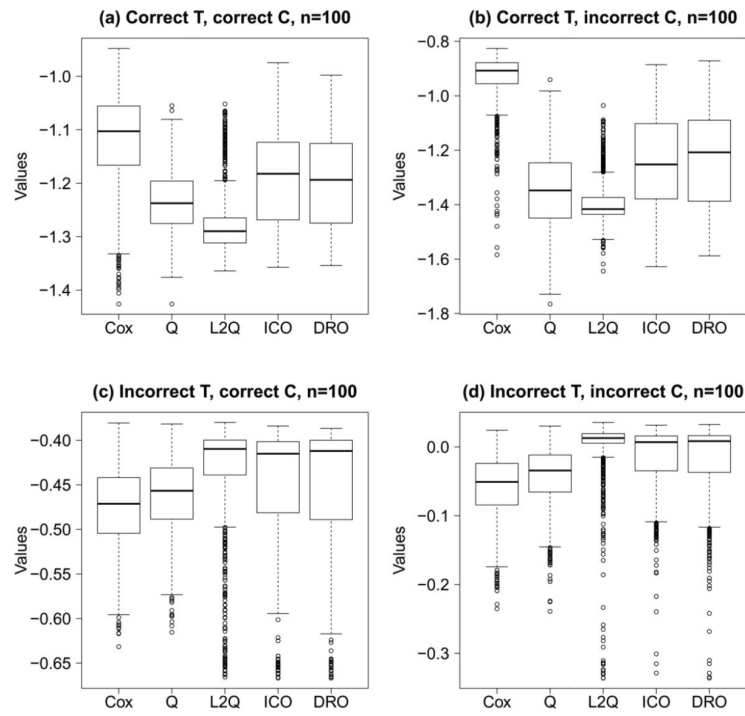 (a) Correct T, correct C, n=100
Values
−1.0
−1.1
−1.2
−1.3
−1.4
Cox Q L2Q ICO DRO
(b) Correct T, incorrect C, n=100
Values
−0.8
−1.0
−1.2
−1.4
−1.6
−1.8
Cox Q L2Q ICO DRO
(c) Incorrect T, correct C, n=100
Values
−0.40
−0.45
−0.50
−0.55
−0.60
−0.65
Cox Q L2Q ICO DRO
(d) Incorrect T, incorrect C, n=100
Values
0.0
−0.1
−0.2
−0.3
Cox Q L2Q ICO DRO